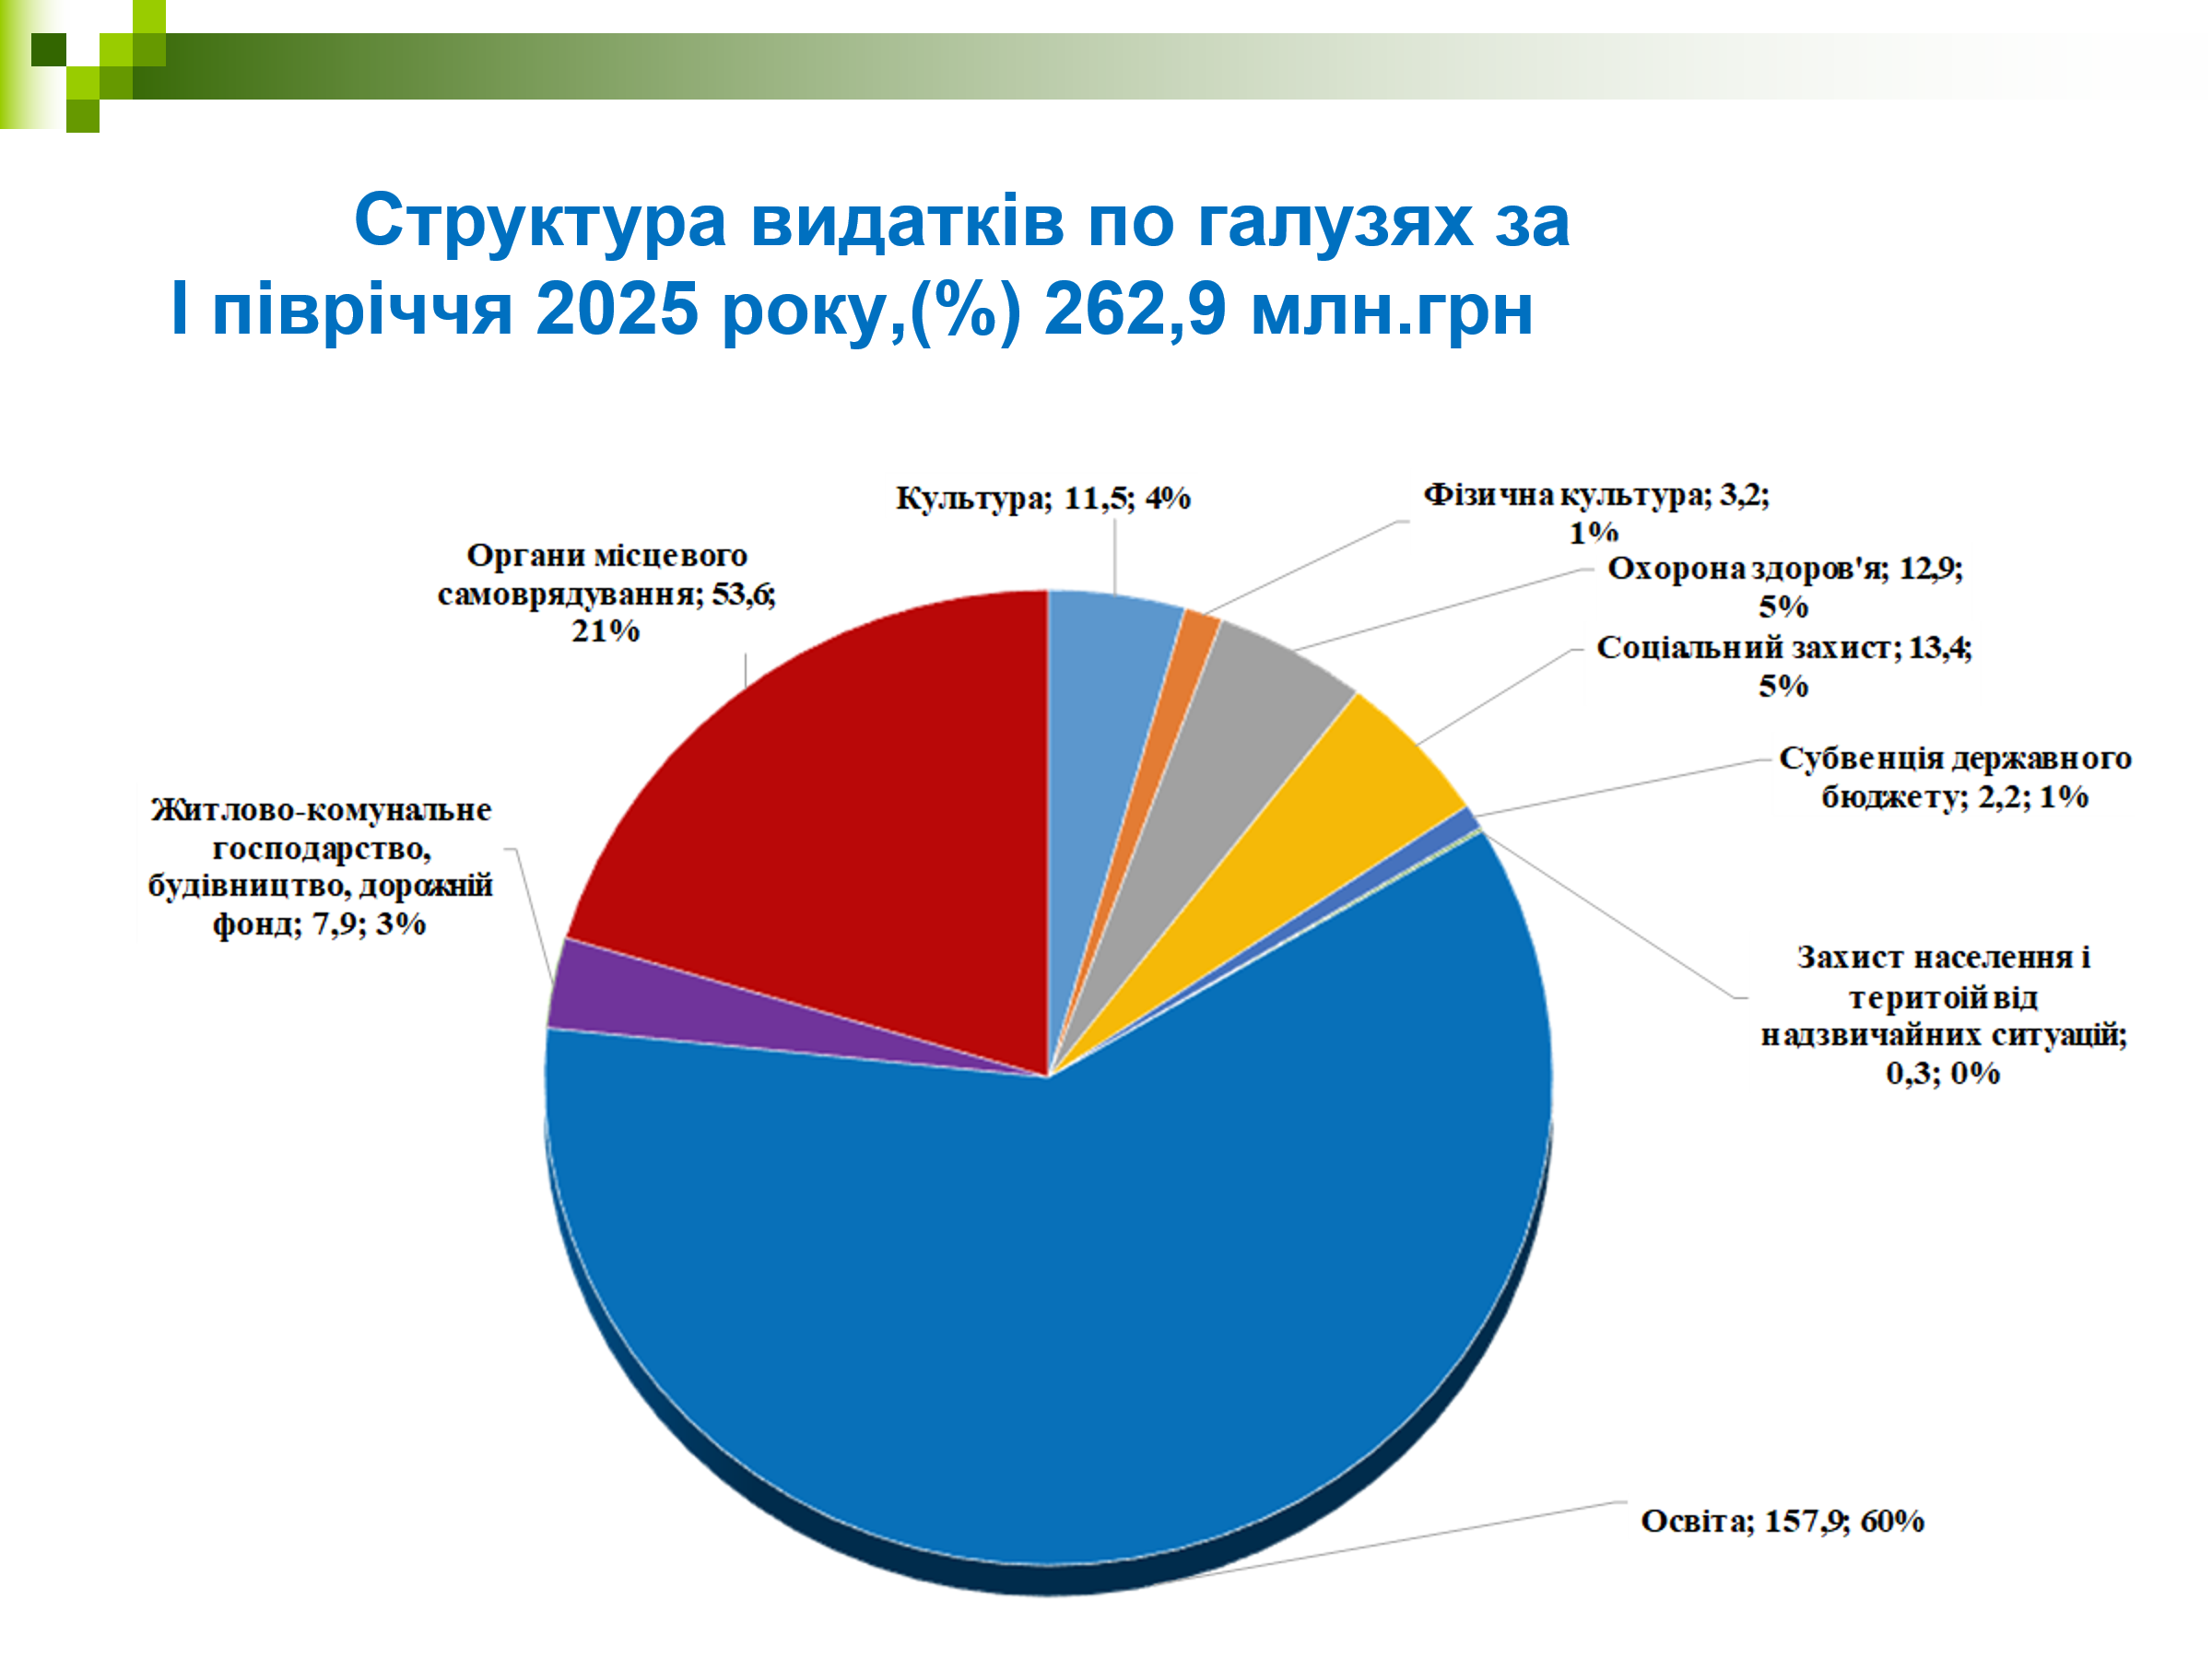 Структура видатків по галузях за
І півріччя 2025 року,(%) 262,9 млн.грн
Культура; 11,5; 4%
Фізична культура; 3,2;
1%
Органи місцевого
самоврядування; 53,6;
21%
Охорона здоров'я; 12,9;
5%
Соціальний захист; 13,4;
5%
Субвенція державного
бюджету; 2,2; 1%
Житлово-комунальне
господарство,
будівництво, дорожній
фонд; 7,9; 3%
Захист населення і
територій від
надзвичайних ситуацій;
0,3; 0%
Освіта; 157,9; 60%